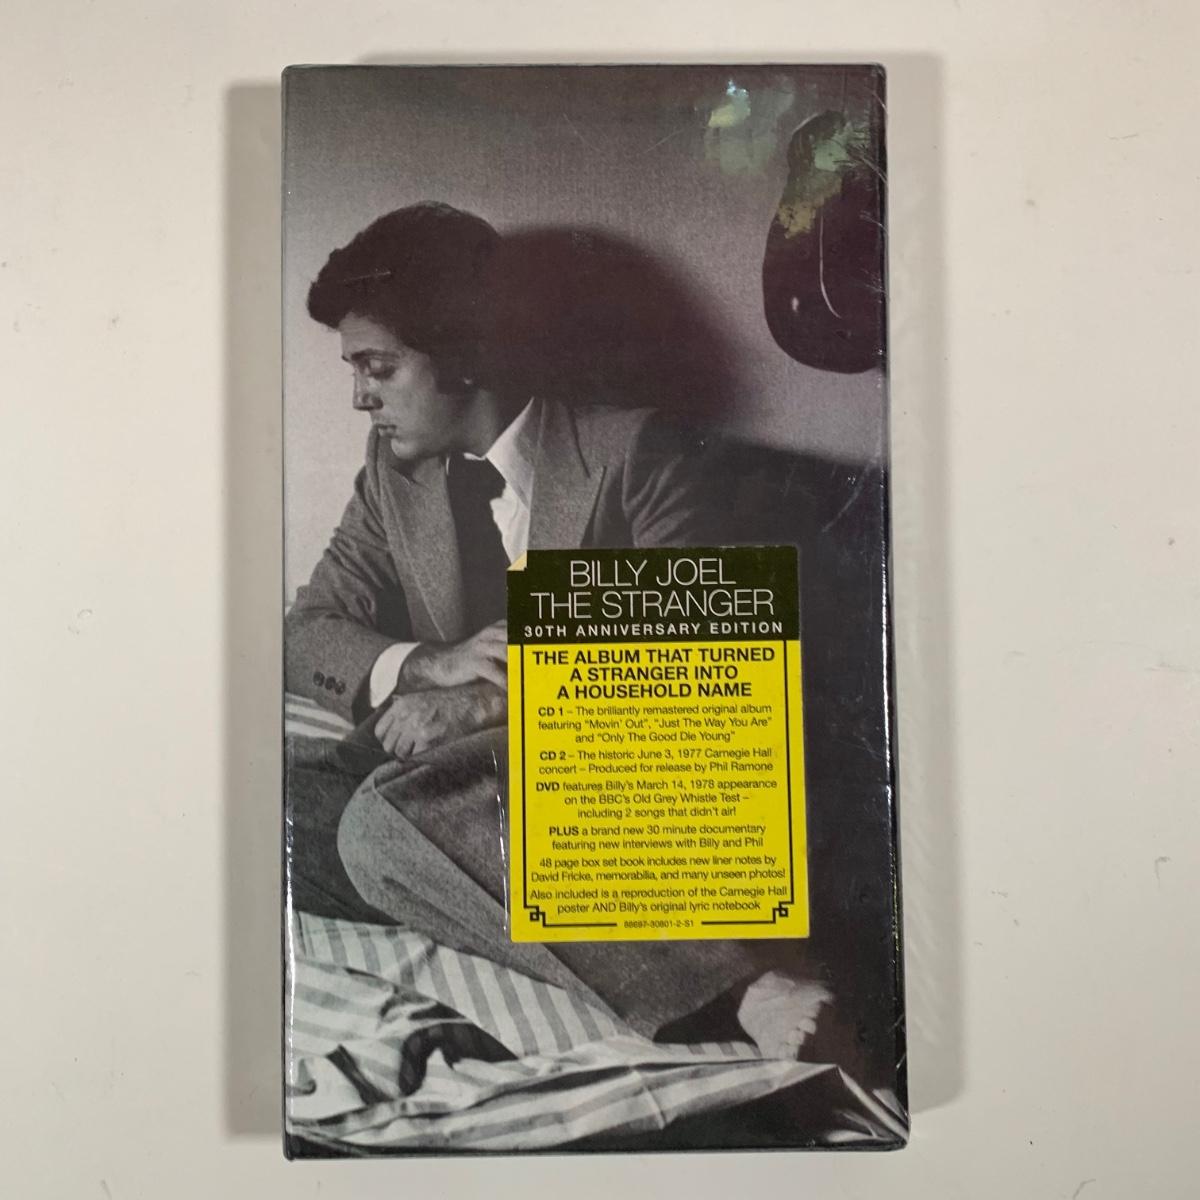 BILLY JOEL
THE STRANGER
30TH ANNIVERSARY EDITION
THE ALBUM THAT TURNED
A STRANGER INTO
A HOUSEHOLD NAME
CD 1 – The brilliantly remastered original album
featuring "Movin' Out", "Just The Way You Are"
and "Only The Good Die Young"
CD 2 – The historic June 3, 1977 Carnegie Hall
concert – Produced for release by Phil Ramone
DVD features Billy's March 14, 1978 appearance
on the BBC's Old Grey Whistle Test –
including 2 songs that didn't air!
PLUS a brand new 30 minute documentary
featuring new interviews with Billy and Phil
48 page box set book includes new liner notes by
David Fricke, memorabilia, and many unseen photos!
Also included is a reproduction of the Carnegie Hall
poster AND Billy's original lyric notebook
88697-30801-2-S1